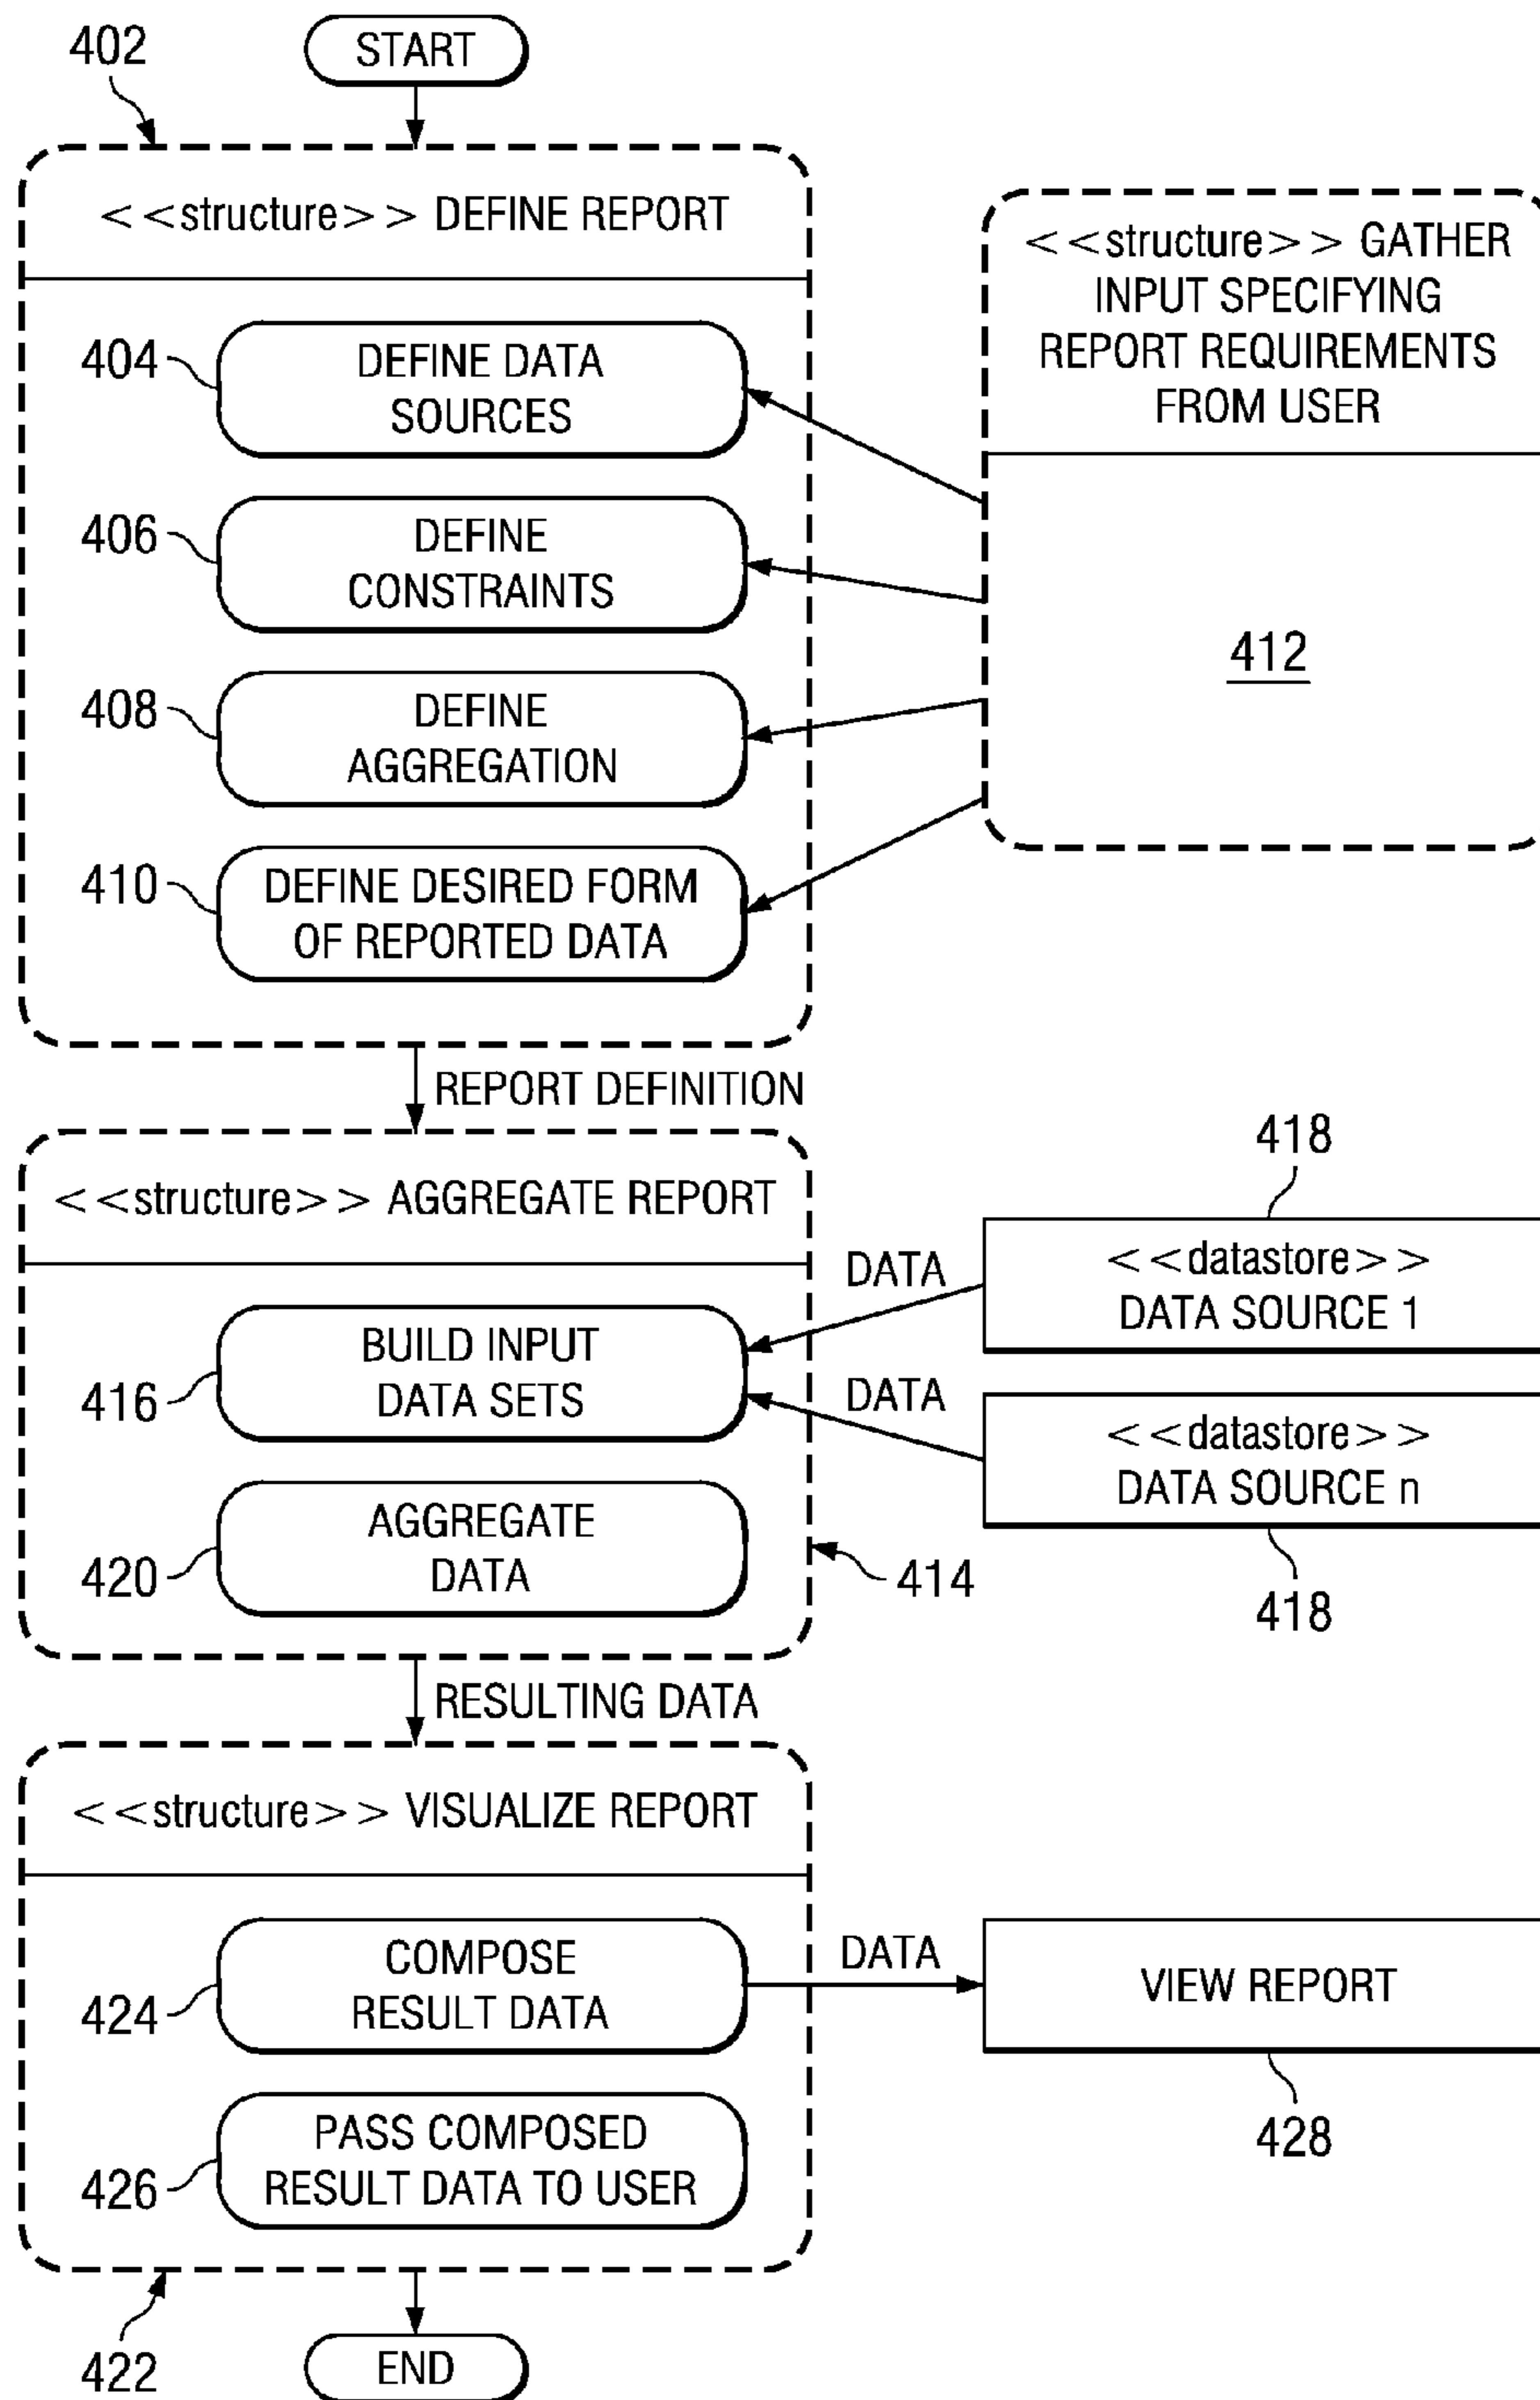 402
START
<<structure>> DEFINE REPORT
404
DEFINE DATA
SOURCES
406
DEFINE
CONSTRAINTS
408
DEFINE
AGGREGATION
410
DEFINE DESIRED FORM
OF REPORTED DATA
<<structure>> GATHER
INPUT SPECIFYING
REPORT REQUIREMENTS
FROM USER
412
REPORT DEFINITION
<<structure>> AGGREGATE REPORT
416
BUILD INPUT
DATA SETS
420
AGGREGATE
DATA
414
DATA
DATA
418
<<datastore>>
DATA SOURCE 1
<<datastore>>
DATA SOURCE n
418
RESULTING DATA
<<structure>> VISUALIZE REPORT
424
COMPOSE
RESULT DATA
DATA
VIEW REPORT
428
426
PASS COMPOSED
RESULT DATA TO USER
422
END